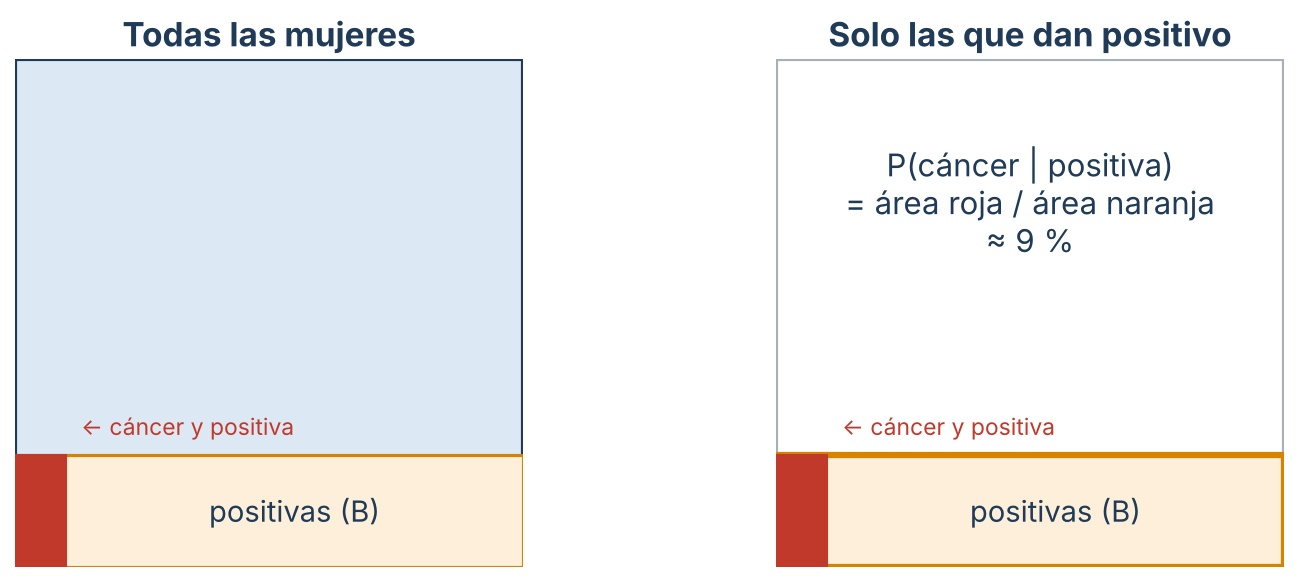 Todas las mujeres
← cáncer y positiva
positivas (B)
Solo las que dan positivo
P(cáncer | positiva)
= área roja / área naranja
≈ 9 %
← cáncer y positiva
positivas (B)